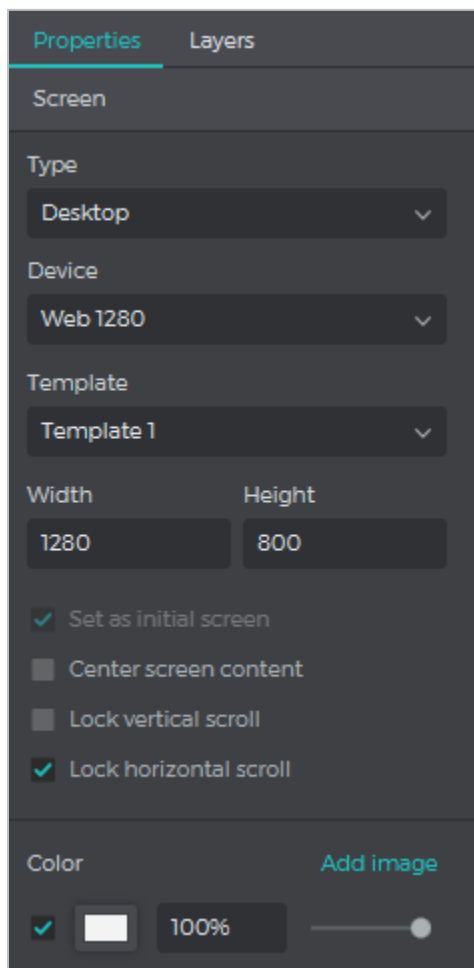 Properties Layers
Screen
Type
Desktop
Device
Web 1280
Template
Template 1
Width Height
1280 800
Set as initial screen
Center screen content
Lock vertical scroll
Lock horizontal scroll
Color Add image
100%